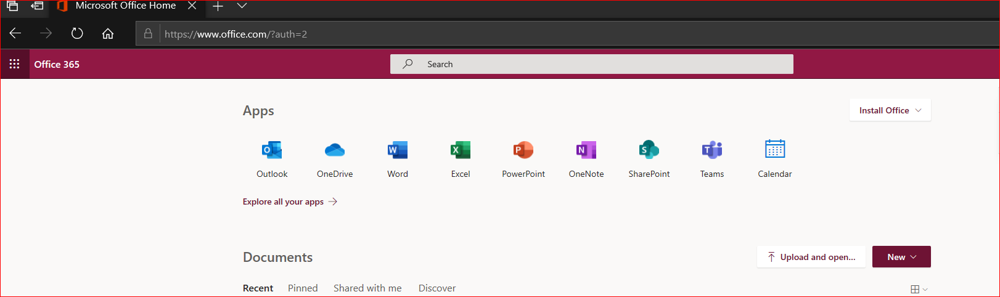 Microsoft Office Home
https://www.office.com/?auth=2
Office 365
Search
Apps
Install Office
Outlook OneDrive Word Excel PowerPoint OneNote SharePoint Teams Calendar
Explore all your apps
Documents
Upload and open...
New
Recent Pinned Shared with me Discover